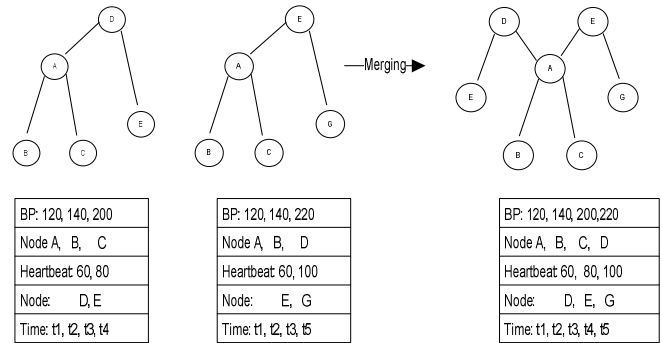 D
A
E
B
C
E
A
G
B
C
Merging
D
E
A
E
G
B
C
BP: 120, 140, 200
Node A, B, C
Heartbeat: 60, 80
Node: D, E
Time: t1, t2, t3, t4
BP: 120, 140, 220
Node A, B, D
Heartbeat: 60, 100
Node: E, G
Time: t1, t2, t3, t5
BP: 120, 140, 200,220
Node A, B, C, D
Heartbeat: 60, 80, 100
Node: D, E, G
Time: t1, t2, t3, t4, t5